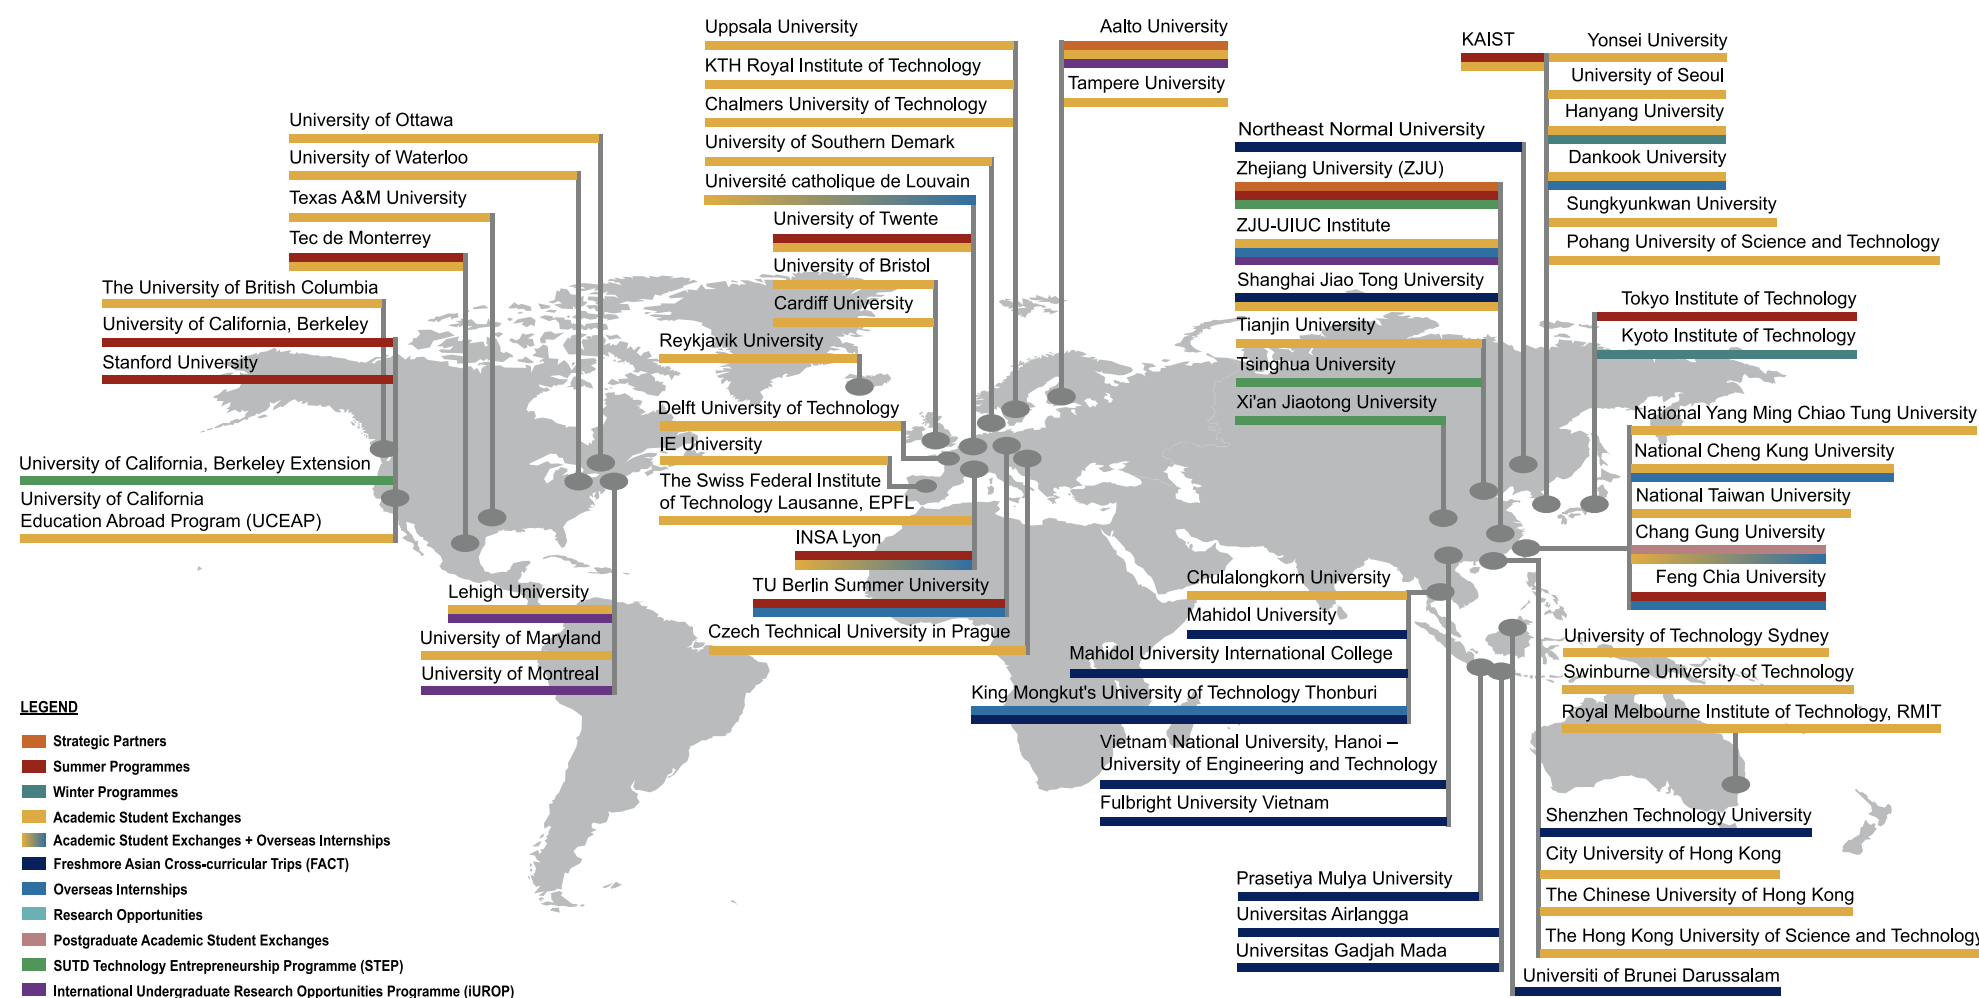 Uppsala University
KTH Royal Institute of Technology
Chalmers University of Technology
University of Southern Demark
Université catholique de Louvain
University of Twente
University of Bristol
Cardiff University
Reykjavik University
Delft University of Technology
IE University
The Swiss Federal Institute
of Technology Lausanne, EPFL
INSA Lyon
TU Berlin Summer University
Czech Technical University in Prague
Aalto University
Tampere University
University of Ottawa
University of Waterloo
Texas A&M University
Tec de Monterrey
The University of British Columbia
University of California, Berkeley
Stanford University
University of California, Berkeley Extension
University of California
Education Abroad Program (UCEAP)
Lehigh University
University of Maryland
University of Montreal
KAIST
Yonsei University
University of Seoul
Hanyang University
Dankook University
Sungkyunkwan University
Pohang University of Science and Technology
Northeast Normal University
Zhejiang University (ZJU)
ZJU-UIUC Institute
Shanghai Jiao Tong University
Tianjin University
Tsinghua University
Xi'an Jiaotong University
Tokyo Institute of Technology
Kyoto Institute of Technology
National Yang Ming Chiao Tung University
National Cheng Kung University
National Taiwan University
Chang Gung University
Feng Chia University
Chulalongkorn University
Mahidol University
Mahidol University International College
King Mongkut's University of Technology Thonburi
Vietnam National University, Hanoi –
University of Engineering and Technology
Fulbright University Vietnam
University of Technology Sydney
Swinburne University of Technology
Royal Melbourne Institute of Technology, RMIT
Shenzhen Technology University
City University of Hong Kong
The Chinese University of Hong Kong
The Hong Kong University of Science and Technology
Universiti of Brunei Darussalam
Prasetiya Mulya University
Universitas Airlangga
Universitas Gadjah Mada
LEGEND
Strategic Partners
Summer Programmes
Winter Programmes
Academic Student Exchanges
Academic Student Exchanges + Overseas Internships
Freshmore Asian Cross-curricular Trips (FACT)
Overseas Internships
Research Opportunities
Postgraduate Academic Student Exchanges
SUTD Technology Entrepreneurship Programme (STEP)
International Undergraduate Research Opportunities Programme (iUROP)